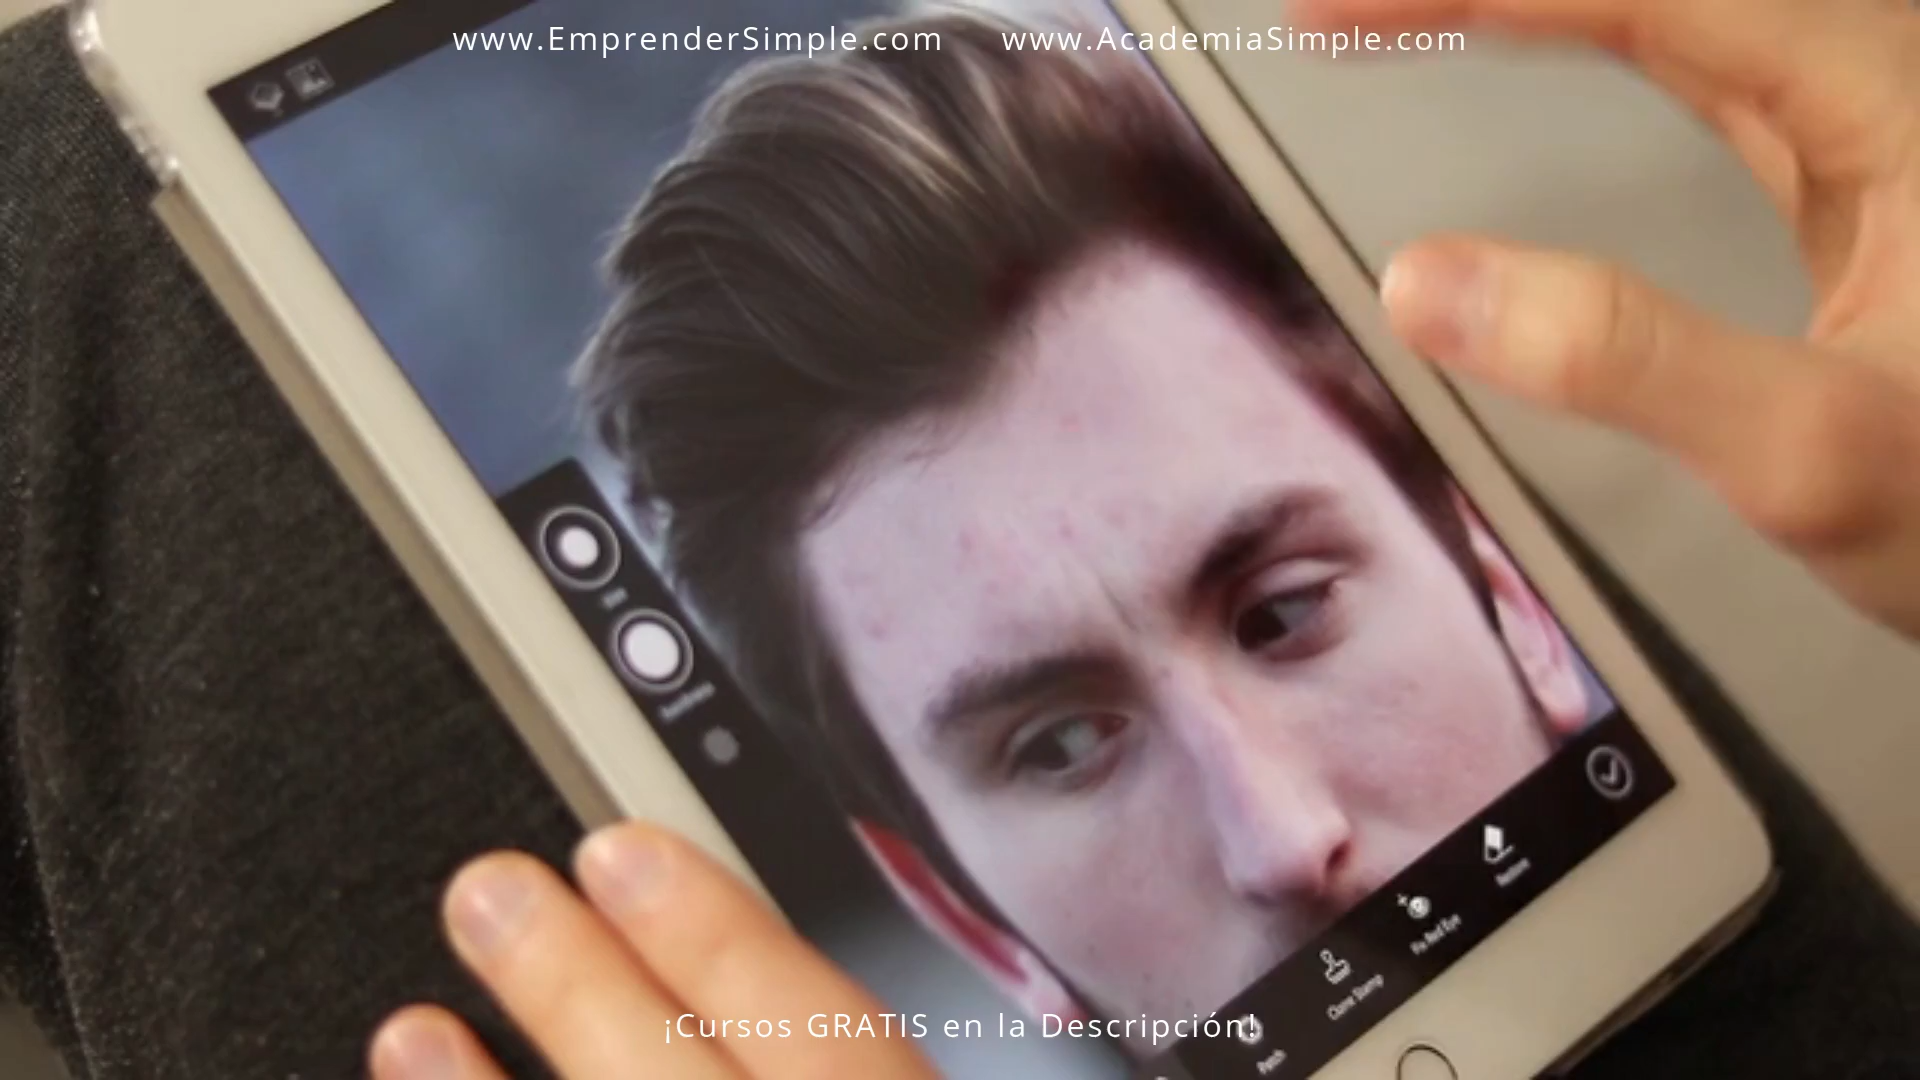 www.EmprenderSimple.com www.AcademiaSimple.com
Restore
Fix Red Eye
Clone Stamp
Patch
¡Cursos GRATIS en la Descripción!